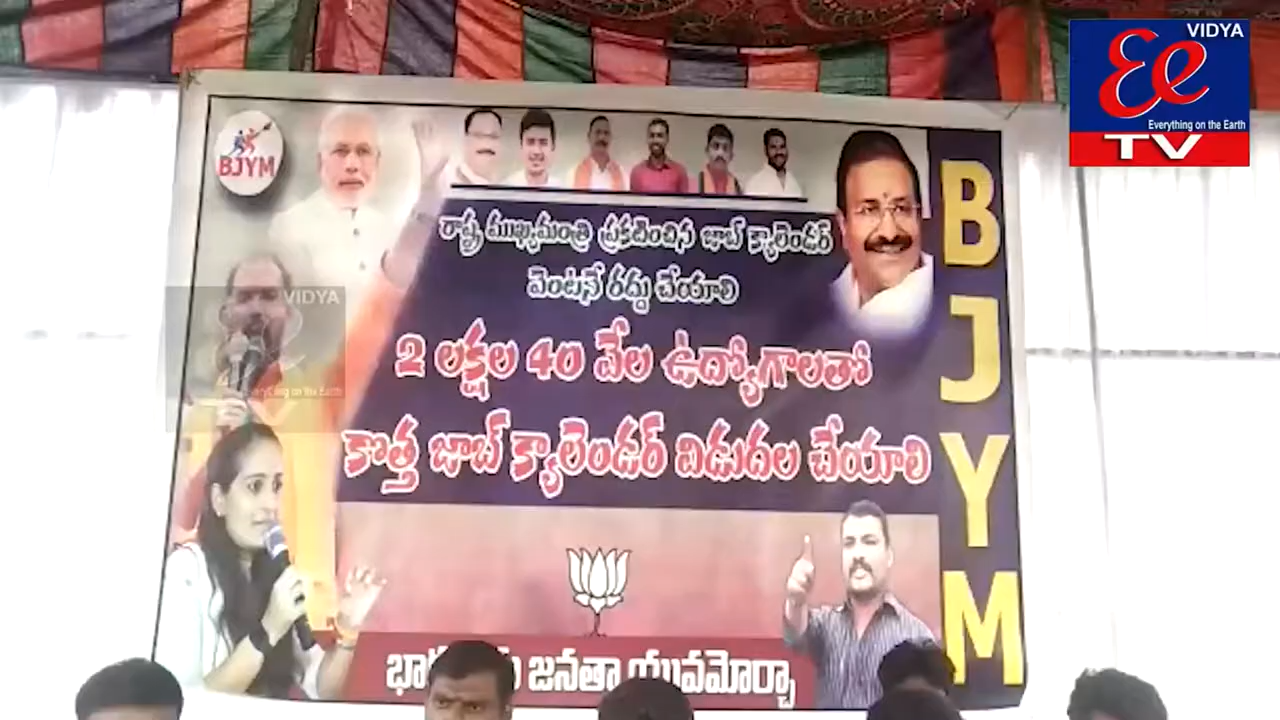 VIDYA
Ee
Everything on the Earth
TV
BJYM
రాష్ట్ర ముఖ్యమంత్రి ప్రకటించిన జాబ్ క్యాలెండర్
వెంటనే రద్దు చేయాలి
2 లక్షల 40 వేల ఉద్యోగాలతో
కొత్త జాబ్ క్యాలెండర్ విడుదల చేయాలి
BJYM
VIDYA
జనతా యువమోర్చా